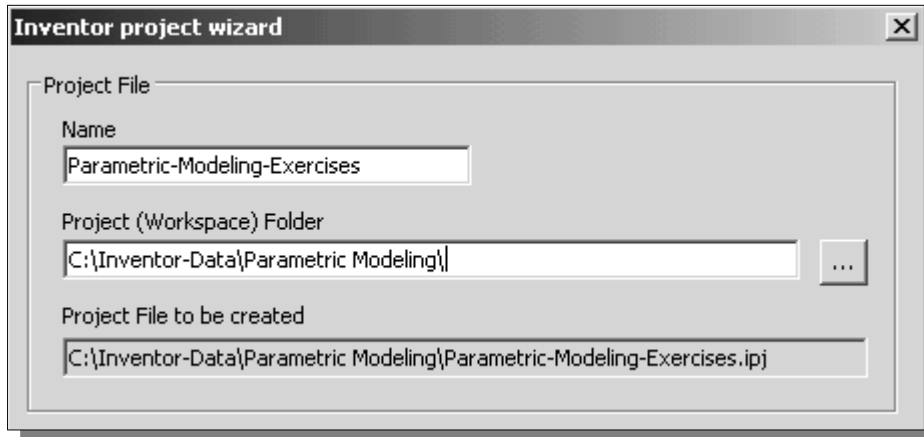 Inventor project wizard
Project File
Name
Parametric-Modeling-Exercises
Project (Workspace) Folder
C:\Inventor-Data\Parametric Modeling\
...
Project File to be created
C:\Inventor-Data\Parametric Modeling\Parametric-Modeling-Exercises.ipj